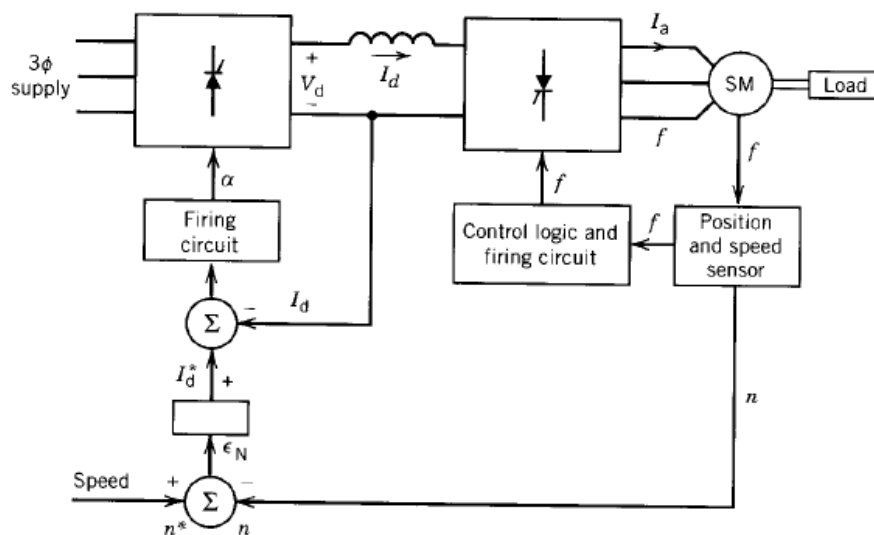 3ϕ
supply
+
V_d
−
I_d
I_a
SM
Load
f
f
α
f
Firing
circuit
Control logic and
firing circuit
f
Position
and speed
sensor
Σ
−
I_d
I_d*
+
n
ϵ_N
Speed
+
Σ
−
n*
n